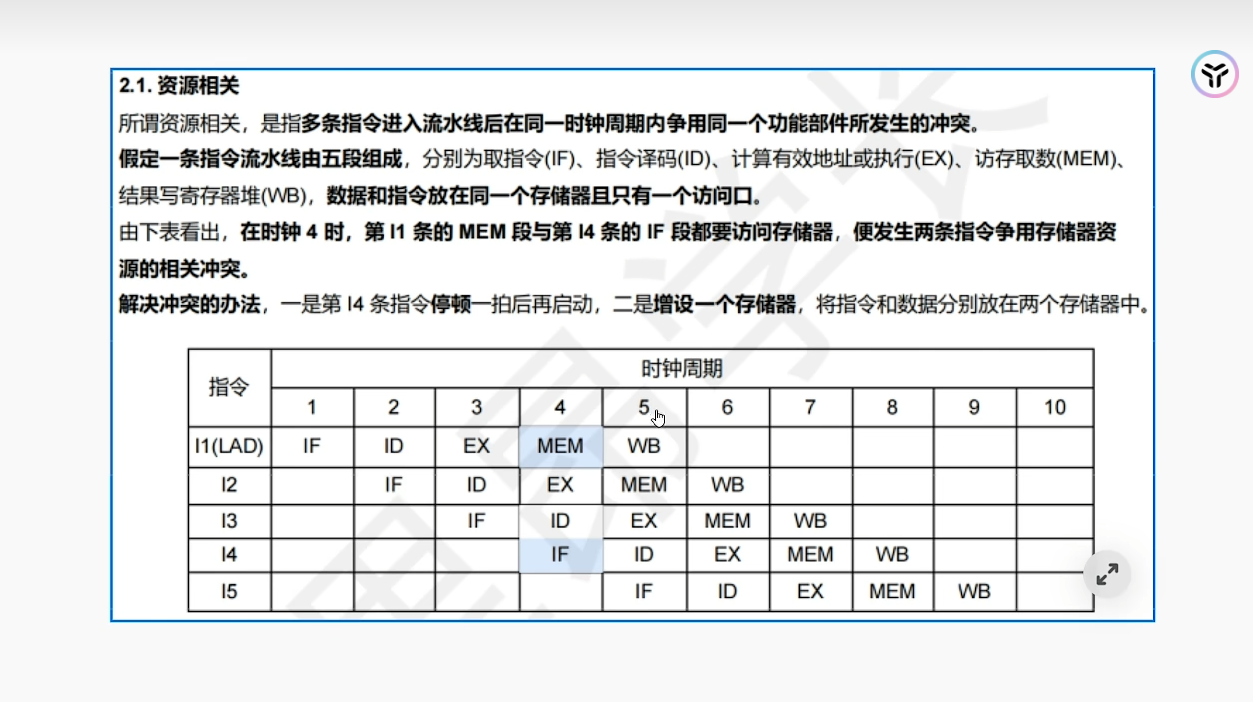 2.1. 资源相关
所谓资源相关，是指多条指令进入流水线后在同一时钟周期内争用同一个功能部件所发生的冲突。
假定一条指令流水线由五段组成，分别为取指令(IF)、指令译码(ID)、计算有效地址或执行(EX)、访存取数(MEM)、
结果写寄存器堆(WB)，数据和指令放在同一个存储器且只有一个访问口。
由下表看出，在时钟 4 时，第 I1 条的 MEM 段与第 I4 条的 IF 段都要访问存储器，便发生两条指令争用存储器资
源的相关冲突。
解决冲突的办法，一是第 I4 条指令停顿一拍后再启动，二是增设一个存储器，将指令和数据分别放在两个存储器中。
指令 时钟周期
1 2 3 4 5 6 7 8 9 10
I1(LAD) IF ID EX MEM WB
I2 IF ID EX MEM WB
I3 IF ID EX MEM WB
I4 IF ID EX MEM WB
I5 IF ID EX MEM WB